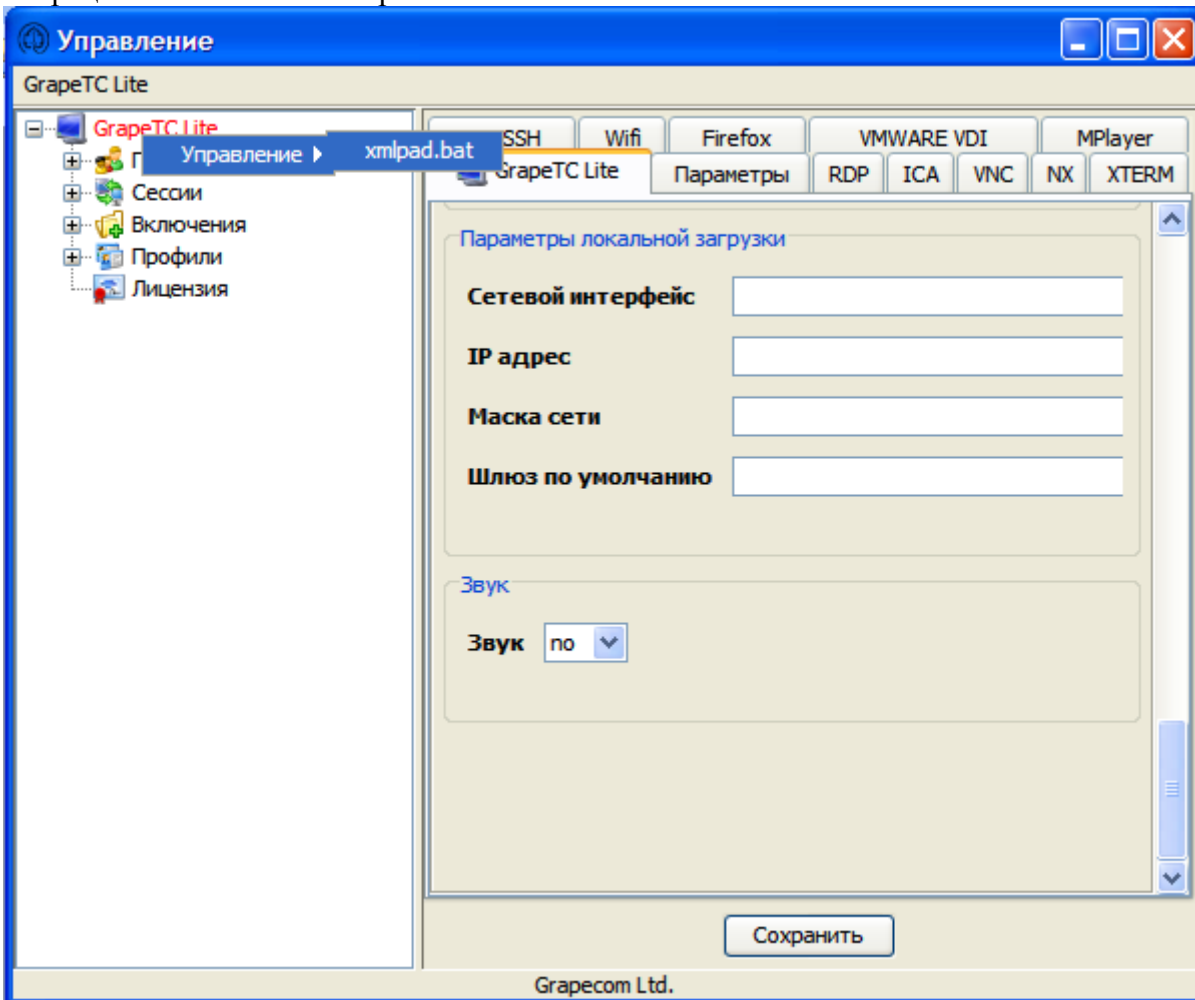 Управление
GrapeTC Lite
GrapeTC Lite
Управление
xmlpad.bat
Сессии
Включения
Профили
Лицензия
SSH Wifi Firefox VMWARE VDI MPlayer
GrapeTC Lite Параметры RDP ICA VNC NX XTERM
Параметры локальной загрузки
Сетевой интерфейс
IP адрес
Маска сети
Шлюз по умолчанию
Звук
Звук no
Сохранить
Grapecom Ltd.